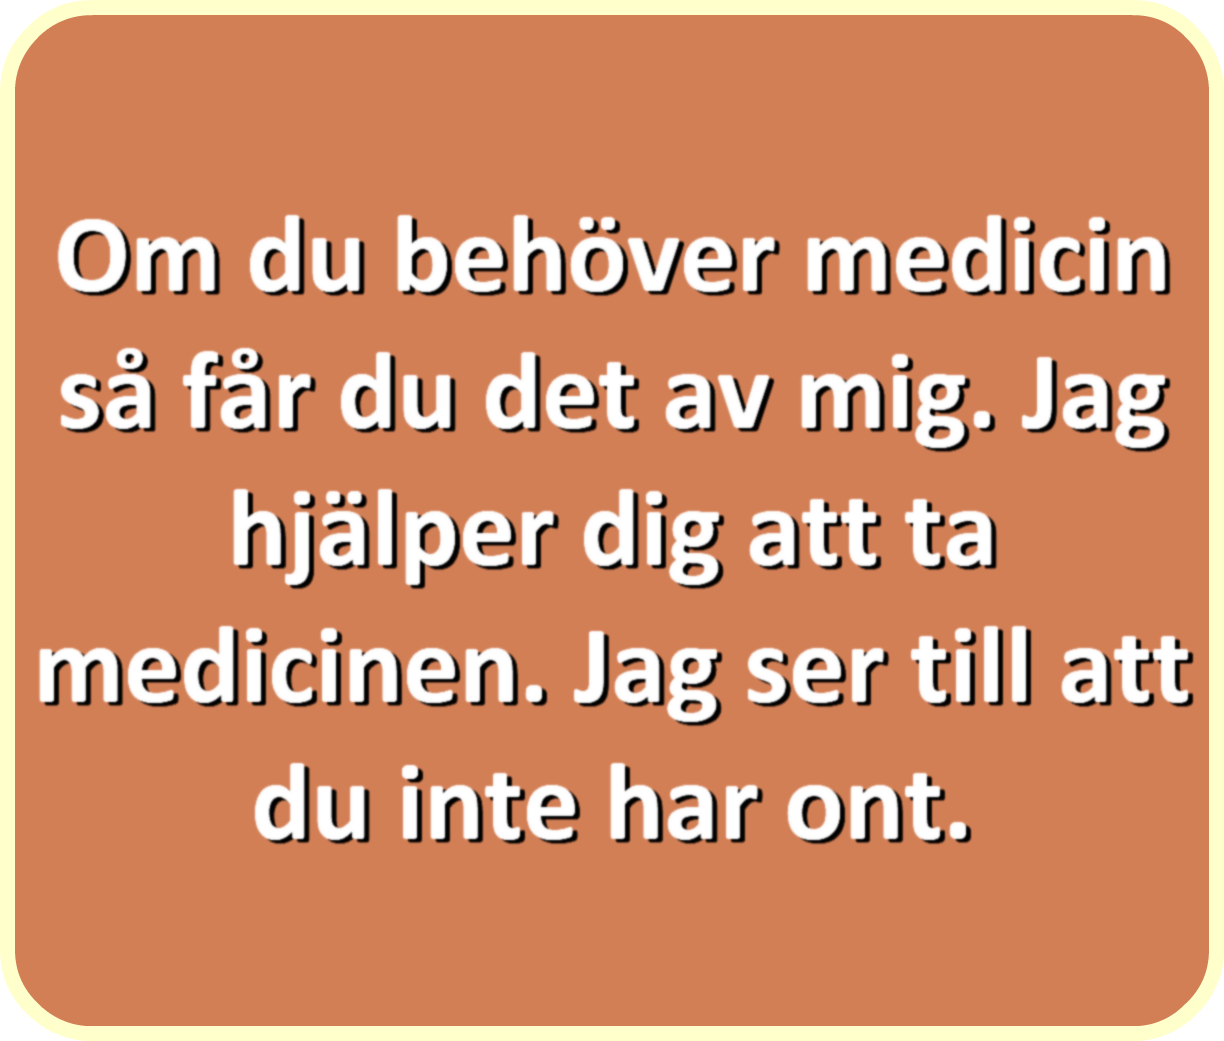 Om du behöver medicin
så får du det av mig. Jag
hjälper dig att ta
medicinen. Jag ser till att
du inte har ont.